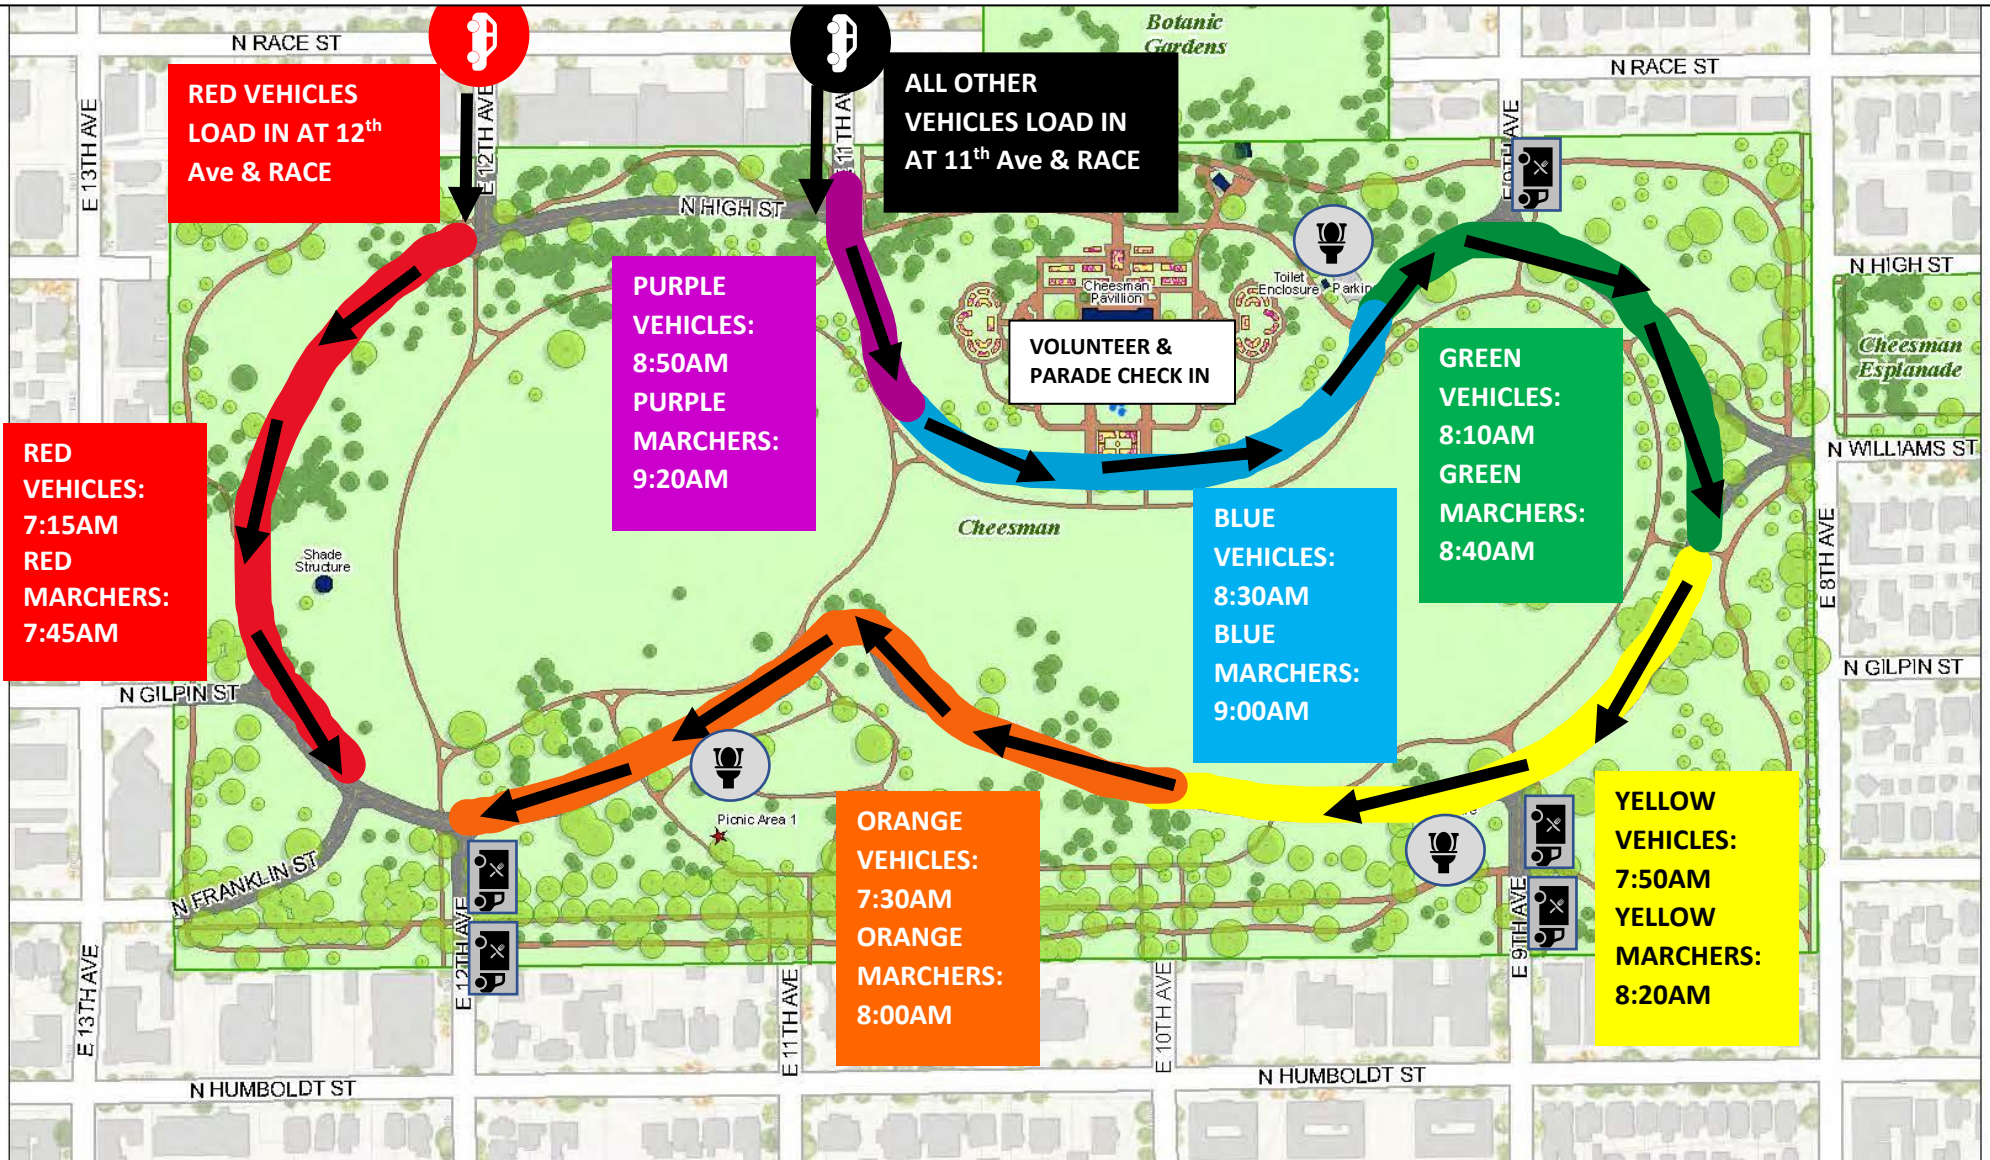 Botanic
Gardens
N RACE ST
N RACE ST
RED VEHICLES
LOAD IN AT 12th
Ave & RACE
ALL OTHER
VEHICLES LOAD IN
AT 11th Ave & RACE
E 13TH AVE
E 12TH AVE
E 11TH AV
AVE
N HIGH ST
N HIGH ST
PURPLE
VEHICLES:
8:50AM
PURPLE
MARCHERS:
9:20AM
Cheesman
Pavillion
Toilet
Enclosure
Parkin
VOLUNTEER &
PARADE CHECK IN
GREEN
VEHICLES:
8:10AM
GREEN
MARCHERS:
8:40AM
Cheesman
Esplanade
N WILLIAMS ST
RED
VEHICLES:
7:15AM
RED
MARCHERS:
7:45AM
Shade
Structure
Cheesman
BLUE
VEHICLES:
8:30AM
BLUE
MARCHERS:
9:00AM
E 8TH AVE
N GILPIN ST
N GILPIN ST
Picnic Area 1
ORANGE
VEHICLES:
7:30AM
ORANGE
MARCHERS:
8:00AM
YELLOW
VEHICLES:
7:50AM
YELLOW
MARCHERS:
8:20AM
N FRANKLIN ST
E 13TH AVE
E 12TH AVE
E 11TH AVE
E 10TH AVE
E 9TH AVE
N HUMBOLDT ST
N HUMBOLDT ST